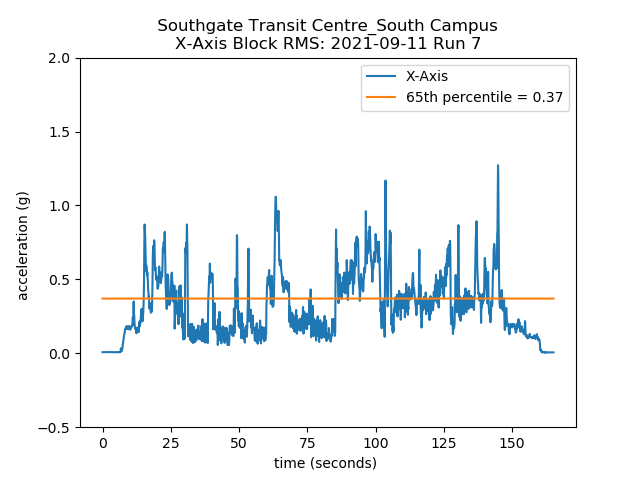 Southgate Transit Centre_South Campus
X-Axis Block RMS: 2021-09-11 Run 7
2.0
X-Axis
65th percentile = 0.37
1.5
1.0
0.5
0.0
−0.5
acceleration (g)
0 25 50 75 100 125 150
time (seconds)